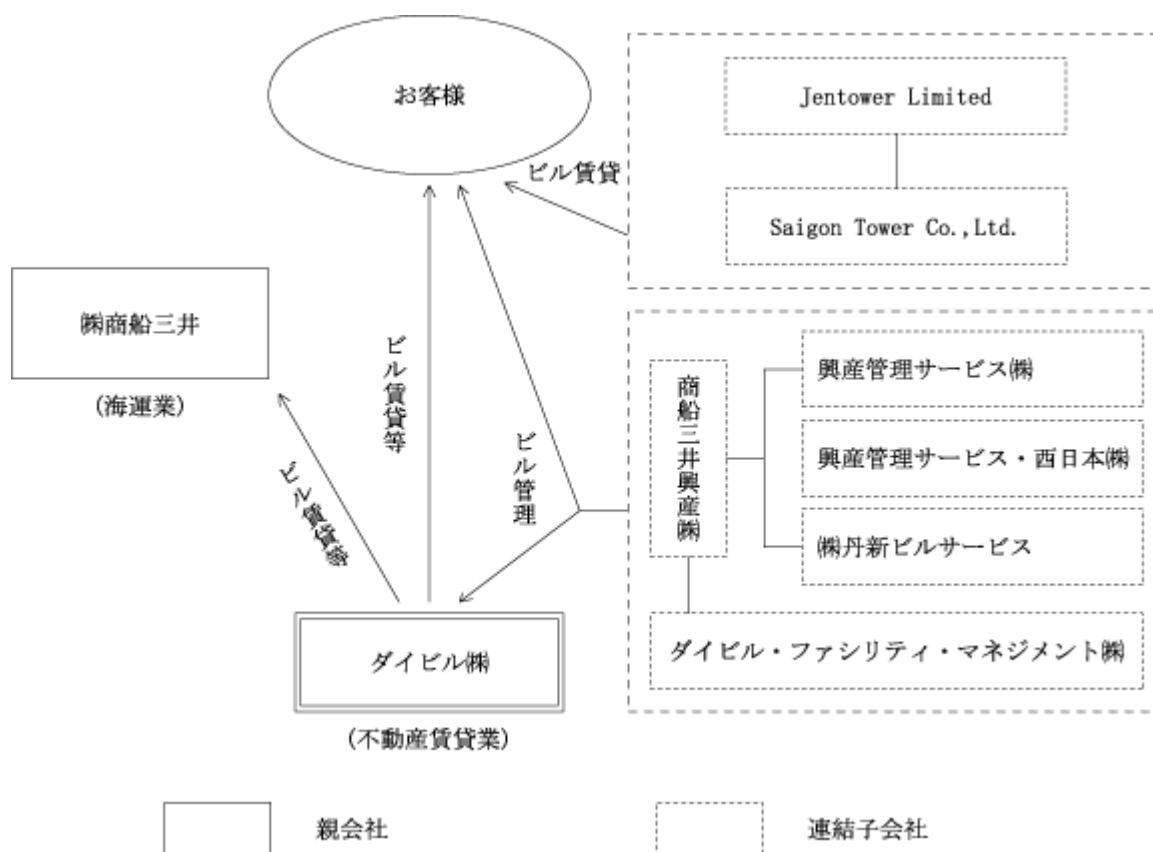 お客様
Jentower Limited
ビル賃貸
Saigon Tower Co.,Ltd.
㈱商船三井
(海運業)
ビル賃貸等
ビル賃貸等
ビル管理
商船三井興産㈱
興産管理サービス㈱
興産管理サービス・西日本㈱
㈱丹新ビルサービス
ダイビル㈱
(不動産賃貸業)
ダイビル・ファシリティ・マネジメント㈱
親会社
連結子会社